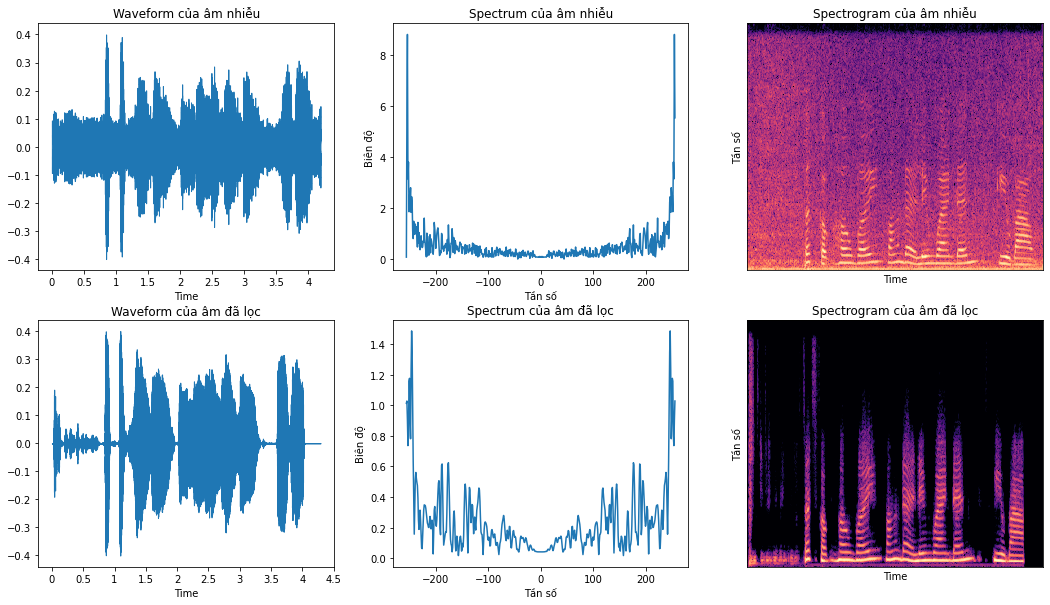 Waveform của âm nhiễu
0.4
0.3
0.2
0.1
0.0
−0.1
−0.2
−0.3
−0.4
0 0.5 1 1.5 2 2.5 3 3.5 4
Time
Spectrum của âm nhiễu
Biên độ
8
6
4
2
0
−200 −100 0 100 200
Tần số
Spectrogram của âm nhiễu
Tần số
Time
Waveform của âm đã lọc
0.4
0.3
0.2
0.1
0.0
−0.1
−0.2
−0.3
−0.4
0 0.5 1 1.5 2 2.5 3 3.5 4 4.5
Time
Spectrum của âm đã lọc
Biên độ
1.4
1.2
1.0
0.8
0.6
0.4
0.2
0.0
−200 −100 0 100 200
Tần số
Spectrogram của âm đã lọc
Tần số
Time